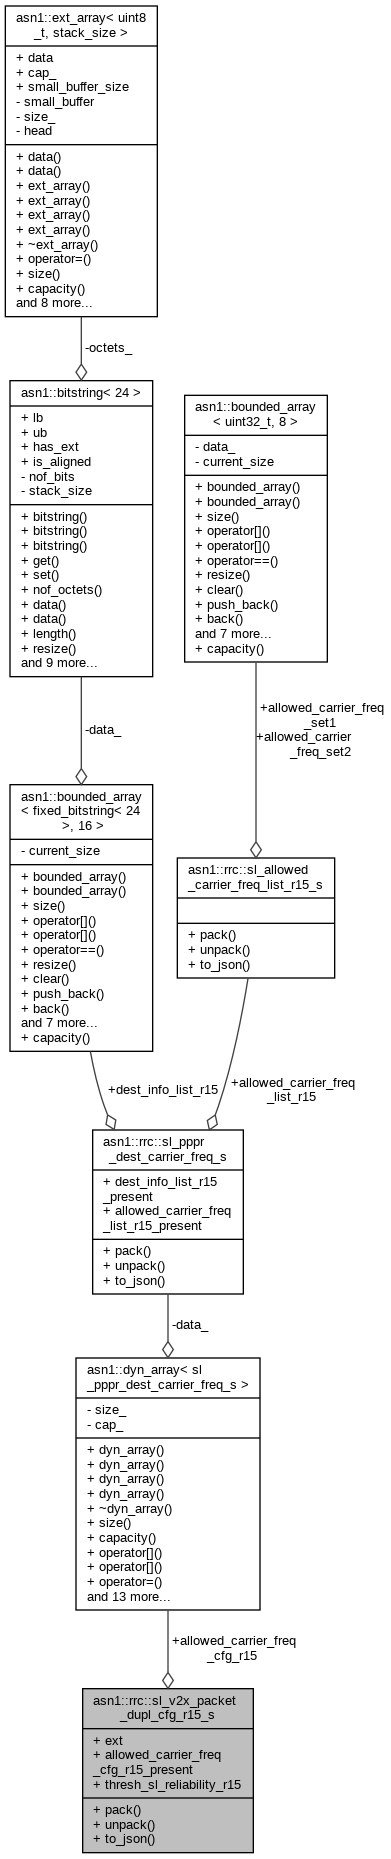 asn1::ext_array< uint8
_t, stack_size >
+ data
+ cap_
+ small_buffer_size
- small_buffer
- size_
- head
+ data()
+ data()
+ ext_array()
+ ext_array()
+ ext_array()
+ ext_array()
+ ~ext_array()
+ operator=()
+ size()
+ capacity()
and 8 more...
-octets_
asn1::bitstring< 24 >
+ lb
+ ub
+ has_ext
+ is_aligned
- nof_bits
- stack_size
+ bitstring()
+ bitstring()
+ bitstring()
+ get()
+ set()
+ nof_octets()
+ data()
+ data()
+ length()
+ resize()
and 9 more...
asn1::bounded_array
< uint32_t, 8 >
- data_
- current_size
+ bounded_array()
+ bounded_array()
+ size()
+ operator[]()
+ operator[]()
+ operator==()
+ resize()
+ clear()
+ push_back()
+ back()
and 7 more...
+ capacity()
-data_
+allowed_carrier_freq
_set1
+allowed_carrier
_freq_set2
asn1::bounded_array
< fixed_bitstring< 24
>, 16 >
- current_size
+ bounded_array()
+ bounded_array()
+ size()
+ operator[]()
+ operator[]()
+ operator==()
+ resize()
+ clear()
+ push_back()
+ back()
and 7 more...
+ capacity()
asn1::rrc::sl_allowed
_carrier_freq_list_r15_s
+ pack()
+ unpack()
+ to_json()
+dest_info_list_r15
+allowed_carrier_freq
_list_r15
asn1::rrc::sl_pppr
_dest_carrier_freq_s
+ dest_info_list_r15
_present
+ allowed_carrier_freq
_list_r15_present
+ pack()
+ unpack()
+ to_json()
-data_
asn1::dyn_array< sl
_pppr_dest_carrier_freq_s >
- size_
- cap_
+ dyn_array()
+ dyn_array()
+ dyn_array()
+ dyn_array()
+ ~dyn_array()
+ size()
+ capacity()
+ operator[]()
+ operator[]()
+ operator=()
and 13 more...
+allowed_carrier_freq
_cfg_r15
asn1::rrc::sl_v2x_packet
_dupl_cfg_r15_s
+ ext
+ allowed_carrier_freq
_cfg_r15_present
+ thresh_sl_reliability_r15
+ pack()
+ unpack()
+ to_json()